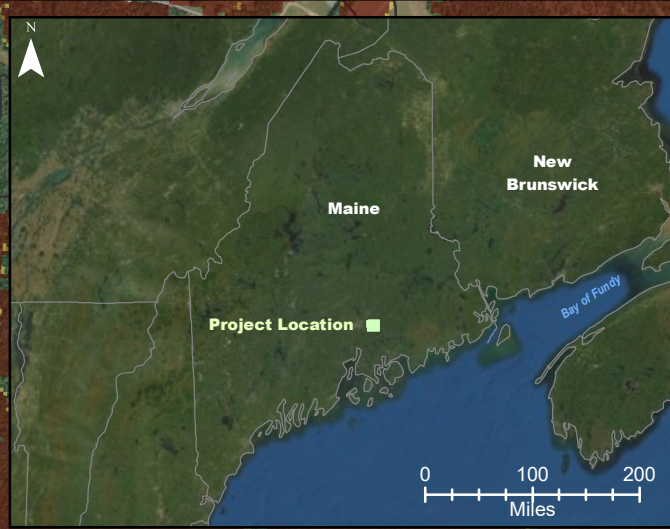 N
New
Brunswick
Maine
Bay of Fundy
Project Location
0 100 200
Miles